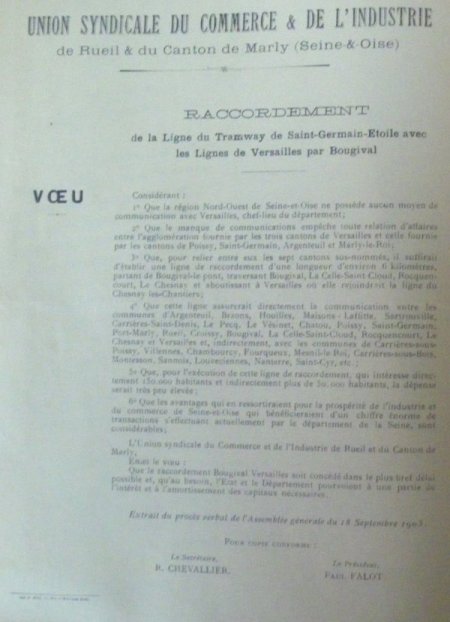 UNION SYNDICALE DU COMMERCE & DE L'INDUSTRIE
de Rueil & du Canton de Marly (Seine-&-Oise)
RACCORDEMENT
de la Ligne du Tramway de Saint-Germain-Etoile avec
les Lignes de Versailles par Bougival
VŒU
Considérant :
1º Que la région Nord-Ouest de Seine-et-Oise ne possède aucun moyen de
communication avec Versailles, chef-lieu du département;
2º Que le manque de communications empêche toute relation d'affaires
entre l'agglomération fournie par les trois cantons de Versailles et celle fournie
par les cantons de Poissy, Saint-Germain, Argenteuil et Marly-le-Roi;
3º Que, pour relier entre eux les sept cantons sus-nommés, il suffirait
d'établir une ligne de raccordement d'une longueur d'environ 6 kilomètres,
partant de Bougival-le-pont, traversant Bougival, La Celle-Saint-Cloud, Rocquen-
court, Le Chesnay et aboutissant à Versailles où elle rejoindrait la ligne du
Chesnay-les-Chantiers;
4º Que cette ligne assurerait directement la communication entre les
communes d'Argenteuil, Bezons, Houilles, Maisons-Laffitte, Sartrouville,
Carrières-Saint-Denis, Le Pecq, Le Vésinet, Chatou, Poissy, Saint-Germain,
Port-Marly, Rueil, Croissy, Bougival, La Celle-Saint-Cloud, Rocquencourt, Le
Chesnay et Versailles et, indirectement, avec les communes de Carrières-sous-
Poissy, Villennes, Chambourcy, Fourqueux, Mesnil-le-Roi, Carrières-sous-Bois,
Montesson, Sannois, Louveciennes, Nanterre, Saint-Cyr, etc.;
5º Que, pour l'exécution de cette ligne de raccordement, qui intéresse direc-
tement 150.000 habitants et indirectement plus de 50.000 habitants, la dépense
serait très peu élevée;
6º Que les avantages qui en ressortiraient pour la prospérité de l'industrie et
du commerce de Seine-et-Oise qui bénéficieraient d'un chiffre énorme de
transactions s'effectuant actuellement par le département de la Seine, sont
considérables;
L'Union syndicale du Commerce et de l'Industrie de Rueil et du Canton de
Marly,
Emet le vœu :
Que le raccordement Bougival Versailles soit concédé dans le plus bref délai
possible et, qu'au besoin, l'Etat et le Département pourvoient à une partie de
l'intérêt et à l'amortissement des capitaux nécessaires.
Extrait du procès verbal de l'Assemblée générale du 18 Septembre 1903.
POUR COPIE CONFORME :
Le Secrétaire,
R. CHEVALLIER.
Le Président,
PAUL FALOT